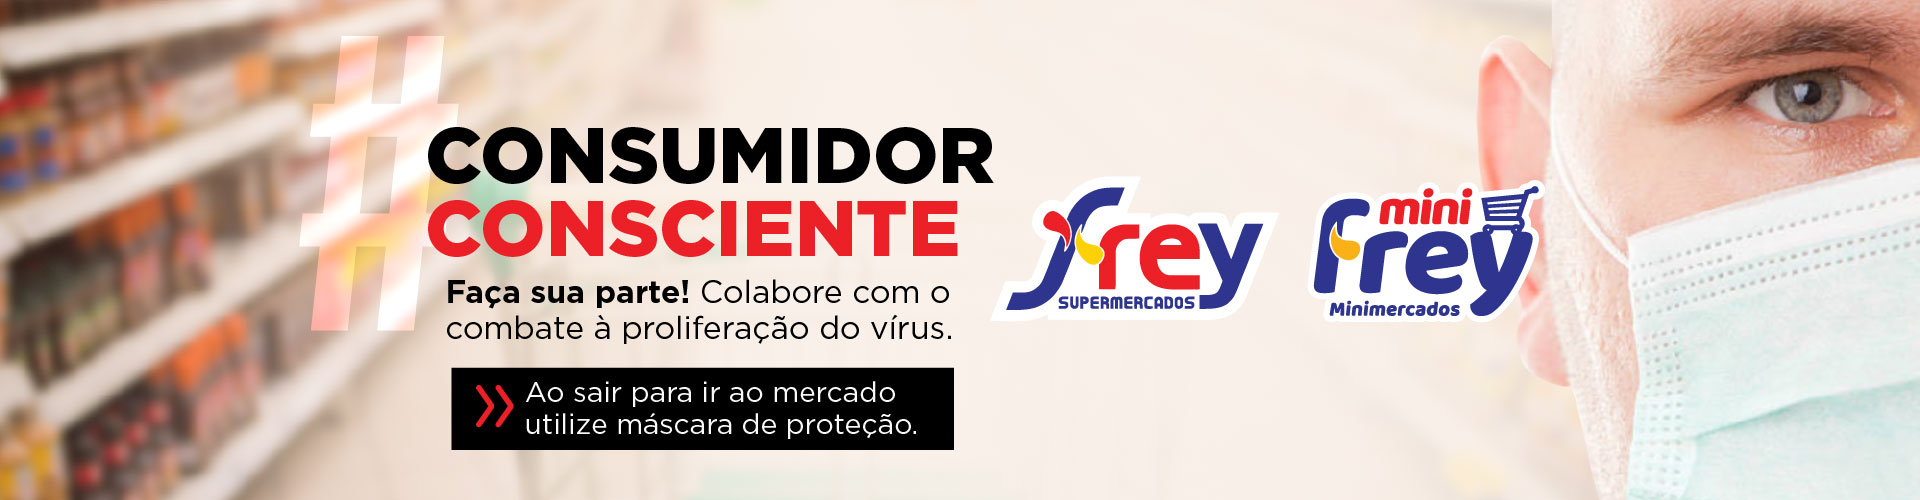 #
CONSUMIDOR
CONSCIENTE
Faça sua parte! Colabore com o
combate à proliferação do vírus.
Ao sair para ir ao mercado
utilize máscara de proteção.
frey
SUPERMERCADOS
mini
frey
Minimercados